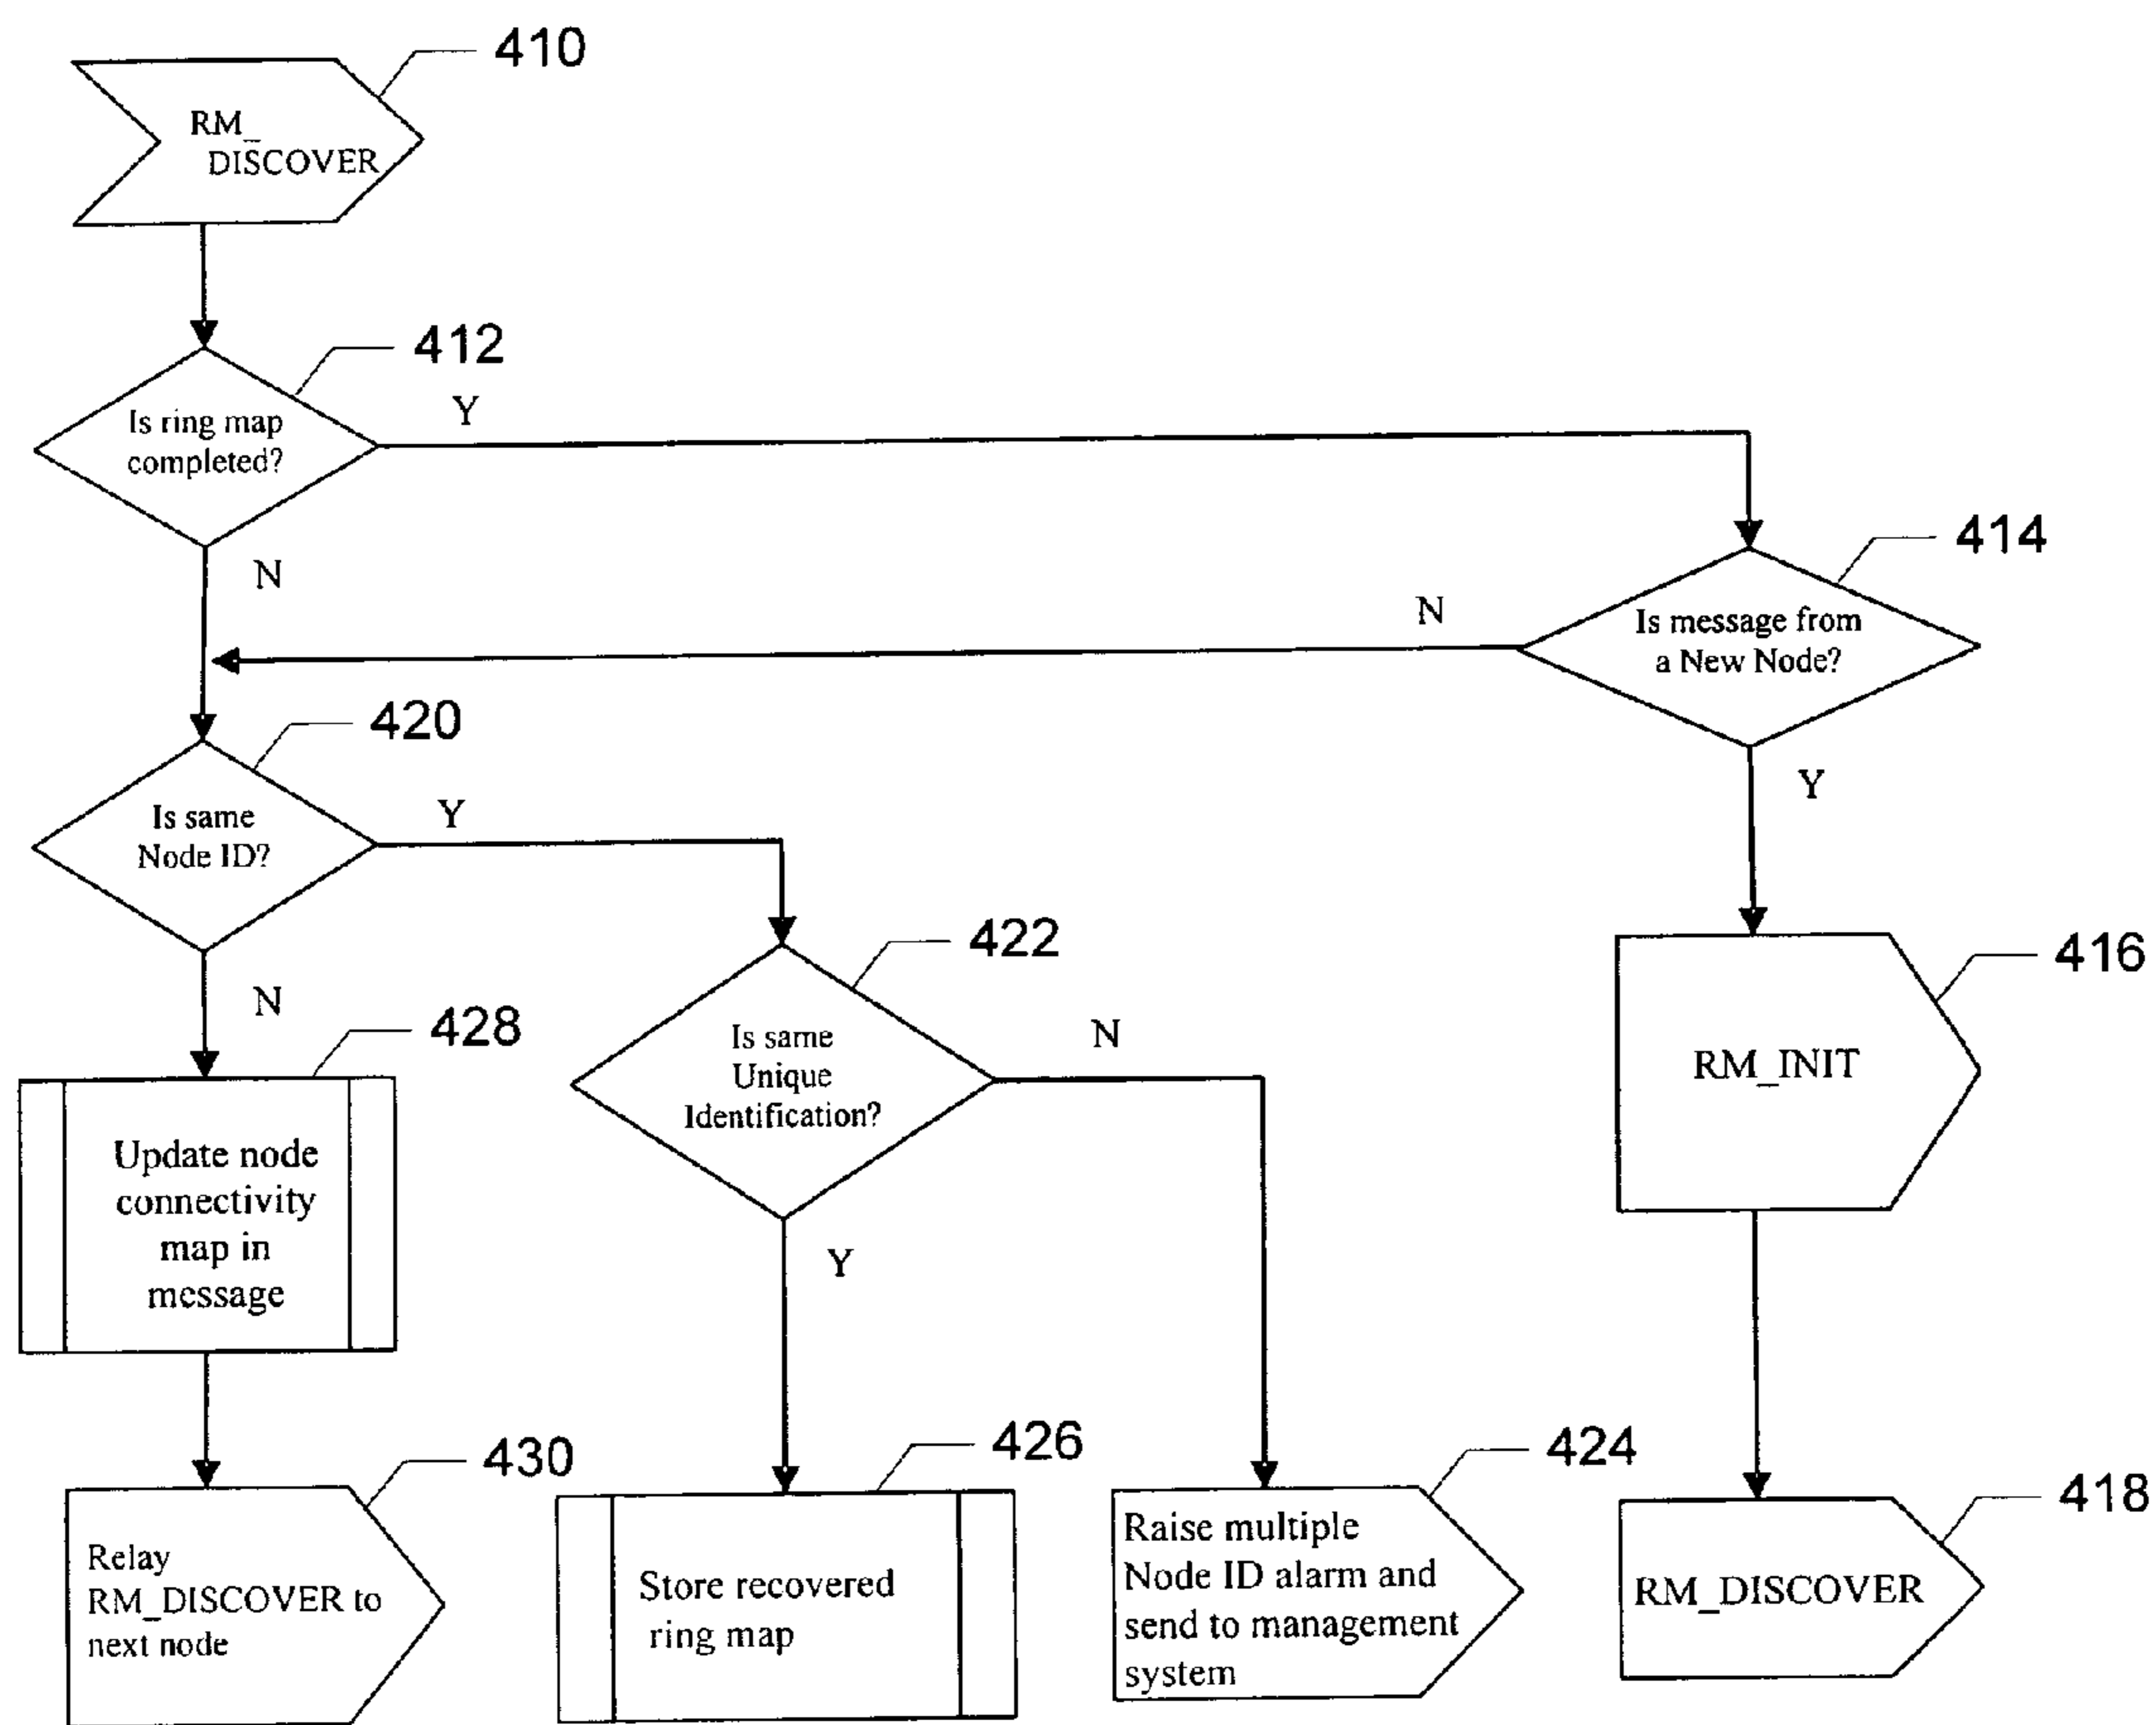 410
RM_
DISCOVER
412
Is ring map
completed?
Y
N
414
Is message from
a New Node?
N
Y
420
Is same
Node ID?
Y
N
422
Is same
Unique
Identification?
N
Y
416
RM_INIT
428
Update node
connectivity
map in
message
430
Relay
RM_DISCOVER to
next node
426
Store recovered
ring map
424
Raise multiple
Node ID alarm and
send to management
system
418
RM_DISCOVER